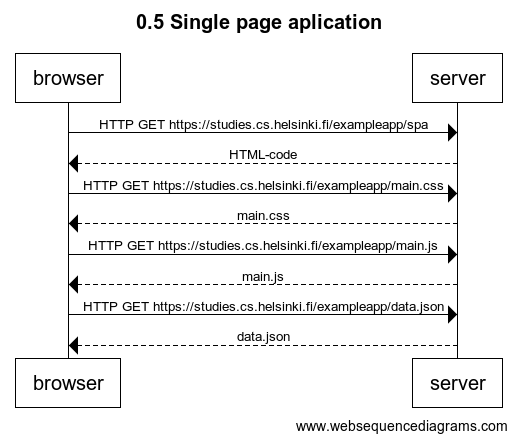 0.5 Single page aplication
browser
server
HTTP GET https://studies.cs.helsinki.fi/exampleapp/spa
HTML-code
HTTP GET https://studies.cs.helsinki.fi/exampleapp/main.css
main.css
HTTP GET https://studies.cs.helsinki.fi/exampleapp/main.js
main.js
HTTP GET https://studies.cs.helsinki.fi/exampleapp/data.json
data.json
browser
server
www.websequencediagrams.com